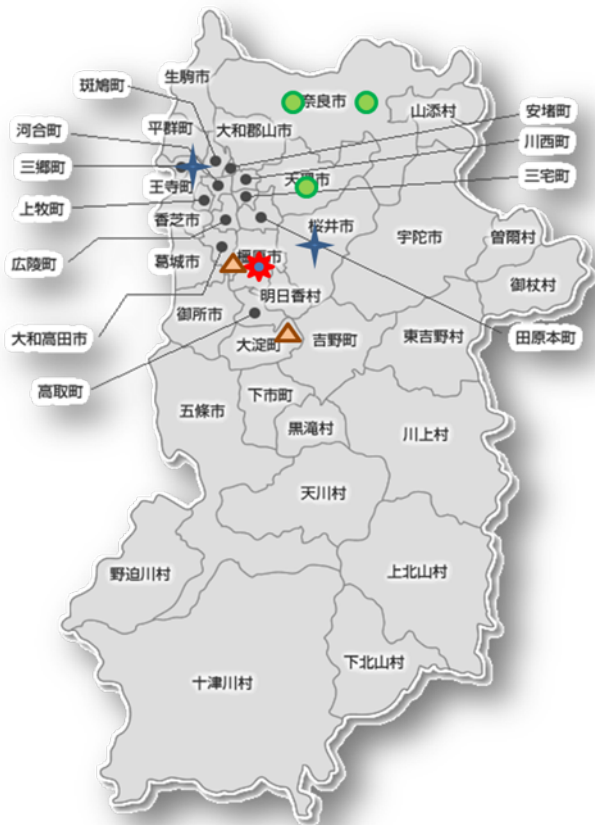 生駒市
斑鳩町
奈良市
山添村
安堵町
河合町
平群町
大和郡山市
川西町
三郷町
天理市
三宅町
王寺町
上牧町
香芝市
桜井市
宇陀市
曽爾村
広陵町
葛城市
橿原市
御杖村
明日香村
御所市
大和高田市
大淀町
吉野町
東吉野村
田原本町
高取町
五條市
下市町
黒滝村
川上村
天川村
野迫川村
上北山村
下北山村
十津川村